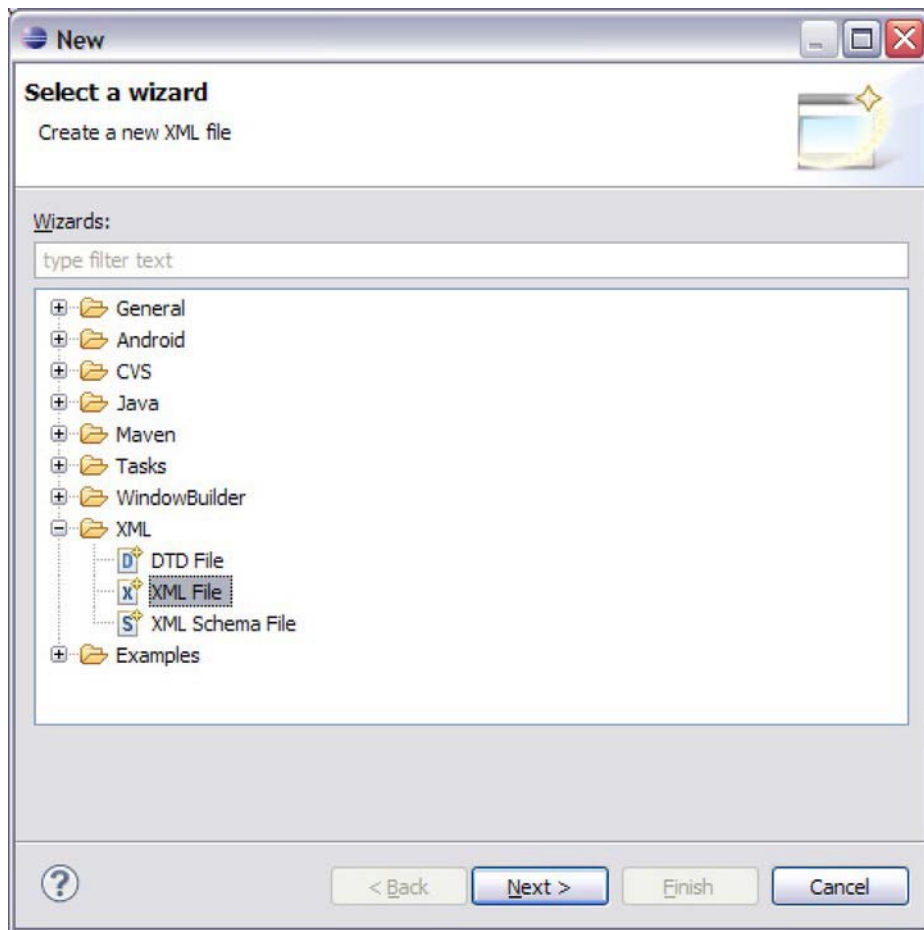 New
Select a wizard
Create a new XML file
Wizards:
type filter text
General
Android
CVS
Java
Maven
Tasks
WindowBuilder
XML
D DTD File
X XML File
S XML Schema File
Examples
? < Back Next > Finish Cancel